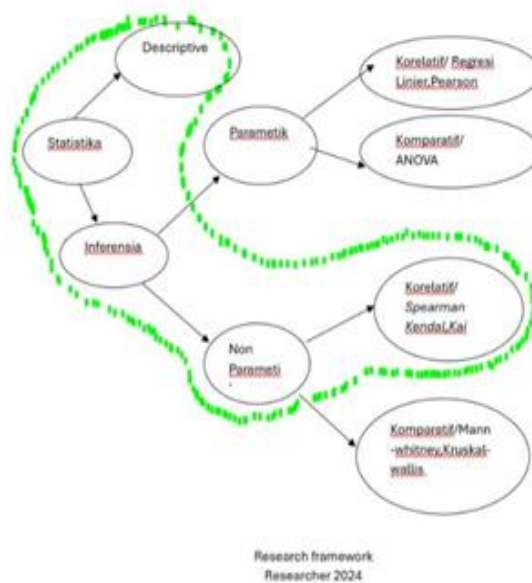 Descriptive
Korelatif/ Regresi
Linier,Pearson
Statistika
Parametik
Komparatif/
ANOVA
Inferensia
Korelatif/
Spearman
Kendal,Kai
Non
Parameti
Komparatif/Mann
-whitney,Kruskal-
wallis
Research framework
Researcher 2024